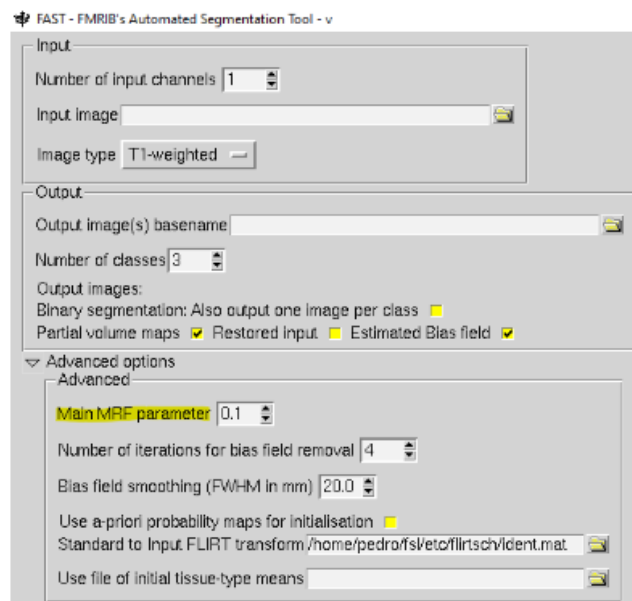 FAST - FMRIB's Automated Segmentation Tool - v
Input
Number of input channels 1
Input image
Image type T1-weighted
Output
Output image(s) basename
Number of classes 3
Output images:
Binary segmentation: Also output one image per class
Partial volume maps Restored input Estimated Bias field
Advanced options
Advanced
Main MRF parameter 0.1
Number of iterations for bias field removal 4
Bias field smoothing (FWHM in mm) 20.0
Use a-priori probability maps for initialisation
Standard to Input FLIRT transform /home/pedro/fsl/etc/flirtsch/ident.mat
Use file of initial tissue-type means